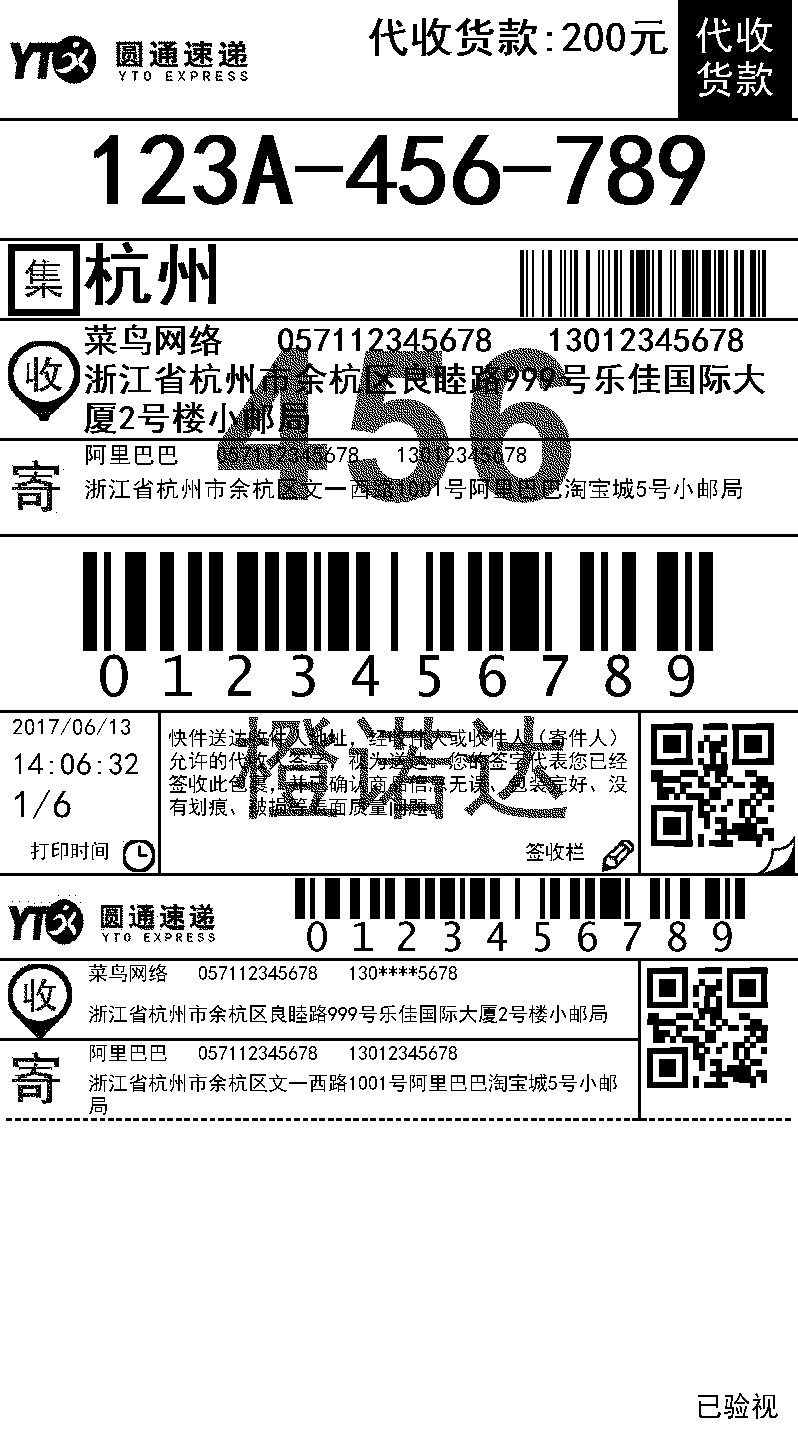 YTO 圆通速递
YTO EXPRESS
代收货款:200元
代收
货款
123A-456-789
集 杭州
收
菜鸟网络 057112345678 13012345678
浙江省杭州市余杭区良睦路999号乐佳国际大
厦2号楼小邮局
456
寄
阿里巴巴 057112345678 13012345678
浙江省杭州市余杭区文一西路1001号阿里巴巴淘宝城5号小邮局
0 1 2 3 4 5 6 7 8 9
2017/06/13
14:06:32
1/6
打印时间
快件送达收件人地址，经收件人或收件人（寄件人）
允许的代收人签字，视为送达。您的签字代表您已经
签收此包裹，并已确认商品信息无误、包装完好、没
有划痕、破损等表面质量问题。
橙诺达
签收栏
YTO 圆通速递
YTO EXPRESS
0 1 2 3 4 5 6 7 8 9
收
菜鸟网络 057112345678 130****5678
浙江省杭州市余杭区良睦路999号乐佳国际大厦2号楼小邮局
寄
阿里巴巴 057112345678 13012345678
浙江省杭州市余杭区文一西路1001号阿里巴巴淘宝城5号小邮
局
已验视